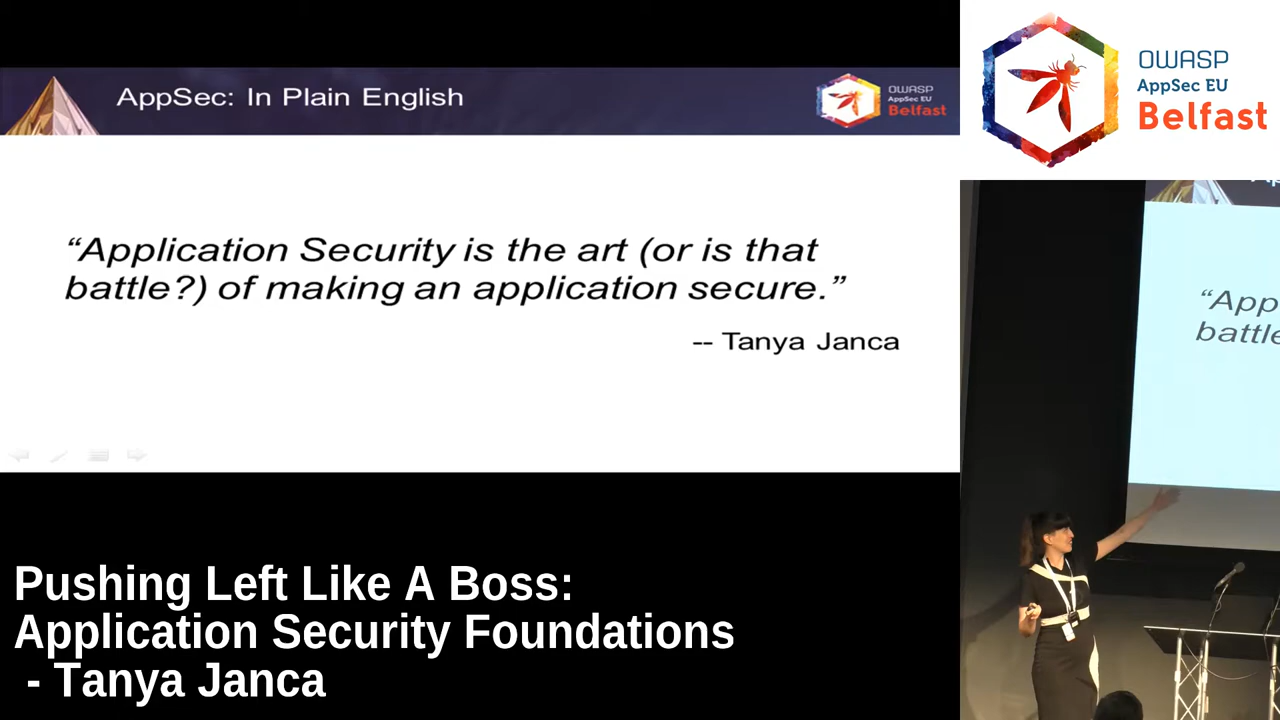 AppSec: In Plain English
OWASP
AppSec EU
Belfast
“Application Security is the art (or is that
battle?) of making an application secure.”
-- Tanya Janca
OWASP
AppSec EU
Belfast
“App
battle
Pushing Left Like A Boss:
Application Security Foundations
- Tanya Janca